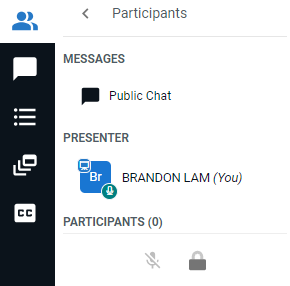 Participants
MESSAGES
Public Chat
PRESENTER
Br
BRANDON LAM (You)
PARTICIPANTS (0)
CC